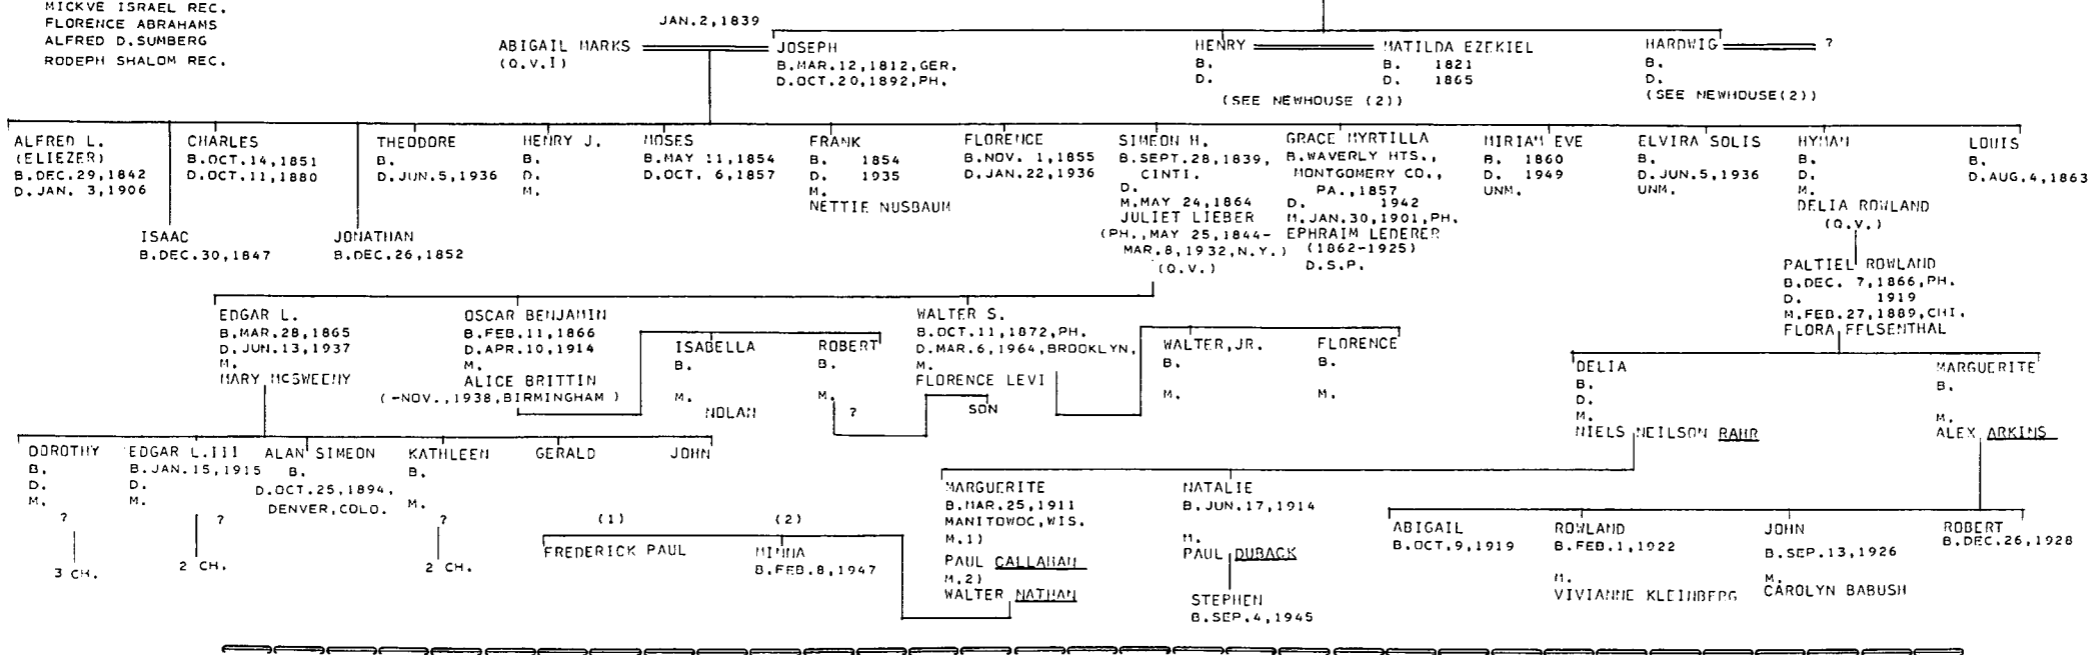 MICKVE ISRAEL REC.
FLORENCE ABRAHAMS
ALFRED D.SUMBERG
RODEPH SHALOM REC.
JAN.2,1839
ABIGAIL MARKS
(Q.V.I)
JOSEPH
B.MAR.12,1812,GER.
D.OCT.20,1892,PH.
HENRY
B.
D.
MATILDA EZEKIEL
B. 1821
D. 1865
(SEE NEWHOUSE (2))
HARDWIG
B.
D.
(SEE NEWHOUSE(2))
?
ALFRED L.
(ELIEZER)
B.DEC.29,1842
D.JAN. 3,1906
ISAAC
B.DEC.30,1847
CHARLES
B.OCT.14,1851
D.OCT.11,1880
JONATHAN
B.DEC.26,1852
THEODORE
B.
D.JUN.5,1936
HENRY J.
B.
D.
M.
MOSES
B.MAY 11,1854
D.OCT. 6,1857
FRANK
B. 1854
D. 1935
M.
NETTIE NUSBAUM
FLORENCE
B.NOV. 1,1855
D.JAN.22,1936
SIMEON H.
B.SEPT.28,1839,
CINTI.
D.
M.MAY 24,1864
JULIET LIEBER
(PH.,MAY 25,1844-
MAR.8,1932,N.Y.)
(Q.V.)
GRACE MYRTILLA
B.WAVERLY HTS.,
MONTGOMERY CO.,
PA.,1857
D. 1942
M.JAN.30,1901,PH.
EPHRAIM LEDERER
(1862-1925)
D.S.P.
MIRIAM EVE
B. 1860
D. 1949
UNM.
ELVIRA SOLIS
B.
D.JUN.5,1936
UNM.
HYMAN
B.
D.
M.
DELIA ROWLAND
(Q.V.)
LOUIS
B.
D.AUG.4,1863
PALTIEL ROWLAND
B.DEC. 7,1866,PH.
D. 1919
M.FEB.27,1889,CHI.
FLORA FELSENTHAL
EDGAR L.
B.MAR.28,1865
D.JUN.13,1937
M.
MARY MCSWEENY
OSCAR BENJAMIN
B.FEB.11,1866
D.APR.10,1914
M.
ALICE BRITTIN
( -NOV.,1938,BIRMINGHAM )
ISABELLA
B.
M.
NOLAN
ROBERT
B.
M.
?
SON
WALTER S.
B.OCT.11,1872,PH.
D.MAR.6,1964,BROOKLYN,
M.
FLORENCE LEVI
WALTER,JR.
B.
M.
FLORENCE
B.
M.
DELIA
B.
D.
M.
NIELS NEILSON RAHR
MARGUERITE
B.
M.
ALEX ARKINS
DOROTHY
B.
D.
M.
?
3 CH.
EDGAR L.III
B.JAN.15,1915
D.
M.
?
2 CH.
ALAN SIMEON
B.
D.OCT.25,1894,
DENVER,COLO.
KATHLEEN
B.
M.
?
2 CH.
GERALD
JOHN
(1)
FREDERICK PAUL
(2)
MINNA
B.FEB.8,1947
MARGUERITE
B.MAR.25,1911
MANITOWOC,WIS.
M.1)
PAUL CALLAHAN
M.2)
WALTER NATHAN
NATALIE
B.JUN.17,1914
M.
PAUL DUBACK
STEPHEN
B.SEP.4,1945
ABIGAIL
B.OCT.9,1919
ROWLAND
B.FEB.1,1922
M.
VIVIANNE KLEINBERG
JOHN
B.SEP.13,1926
M.
CAROLYN BABUSH
ROBERT
B.DEC.26,1928